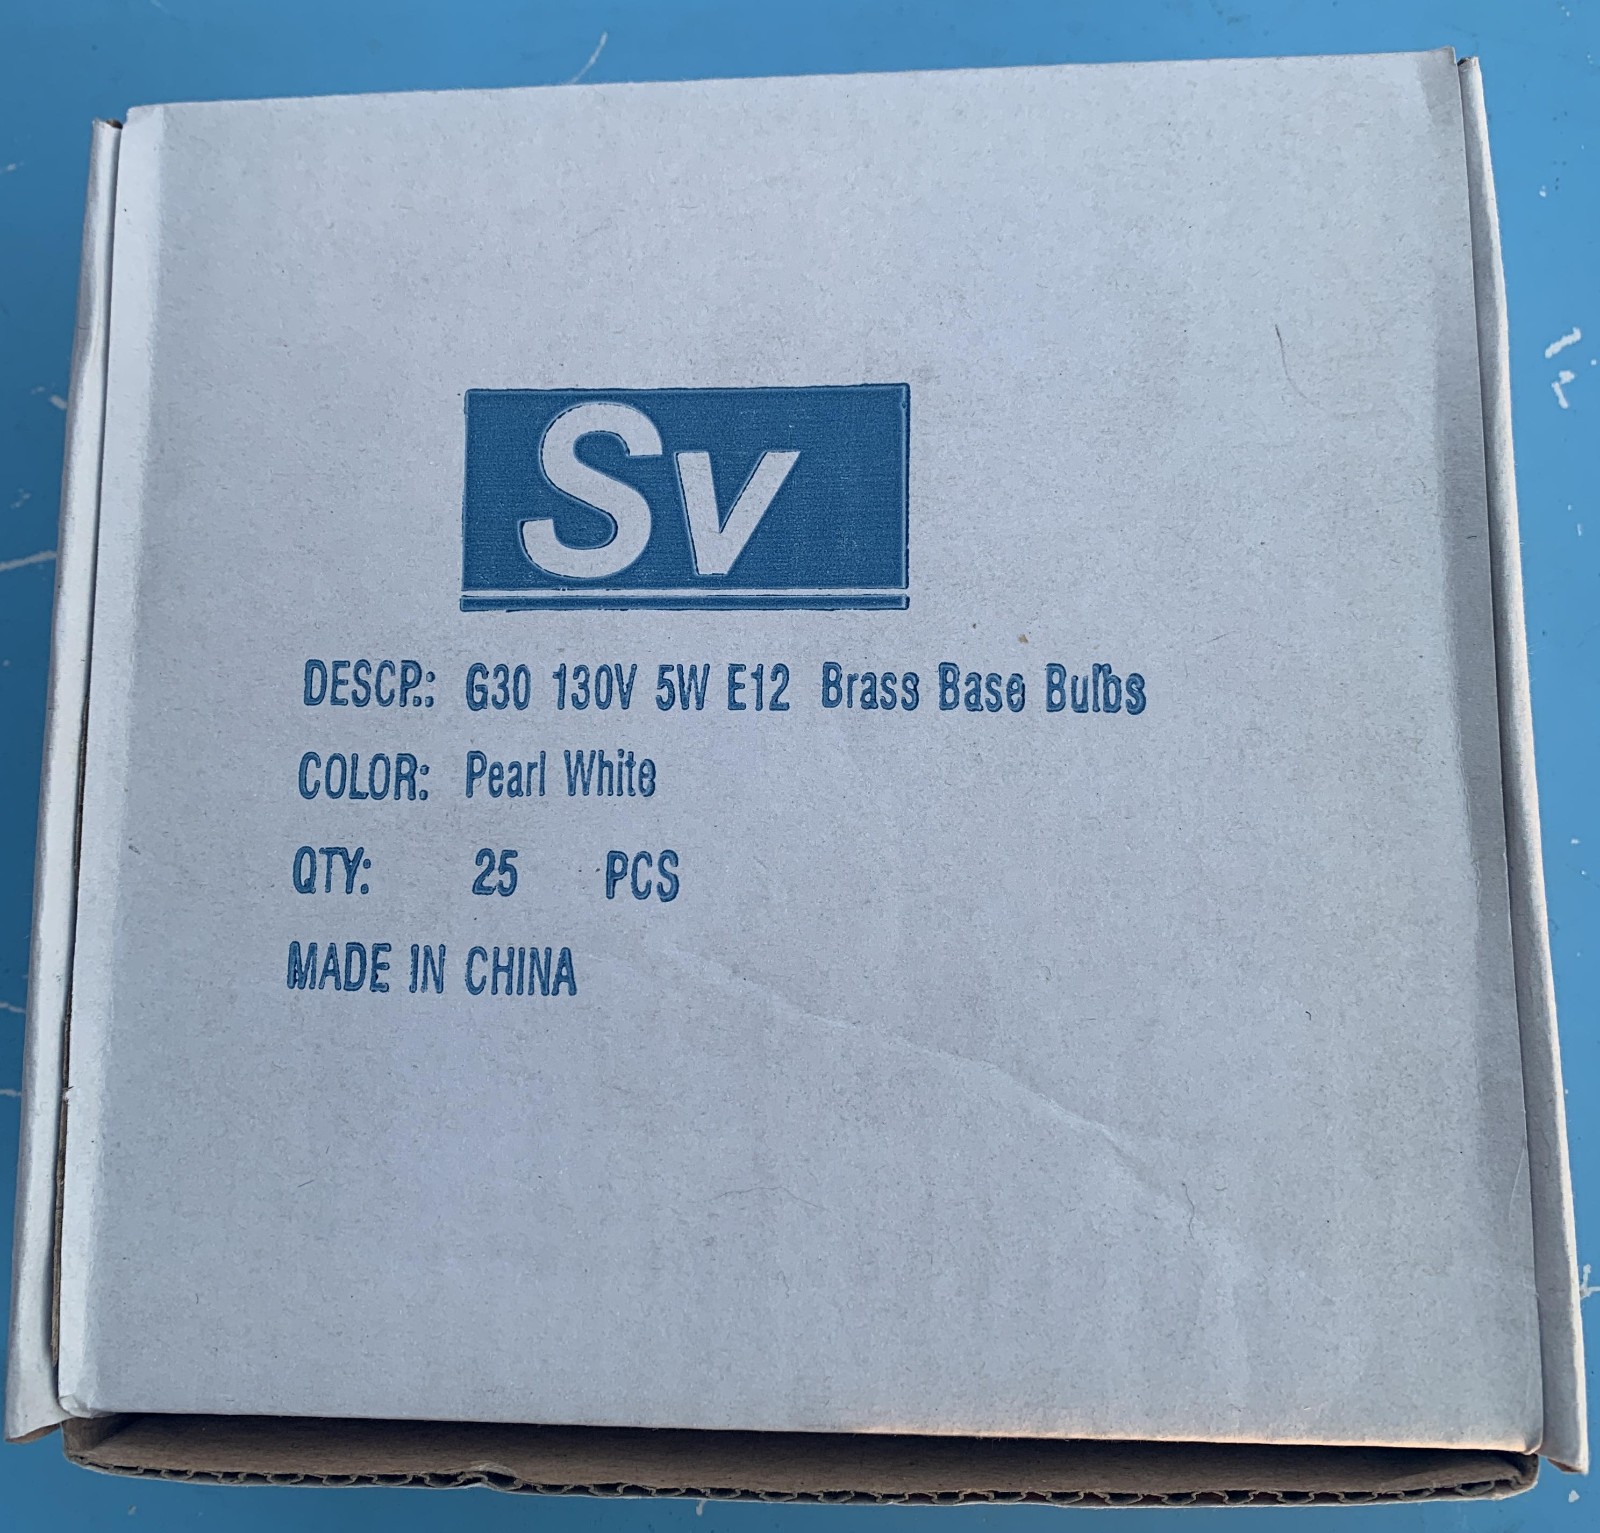 Sv
DESCP.: G30 130V 5W E12 Brass Base Bulbs
COLOR: Pearl White
QTY: 25 PCS
MADE IN CHINA